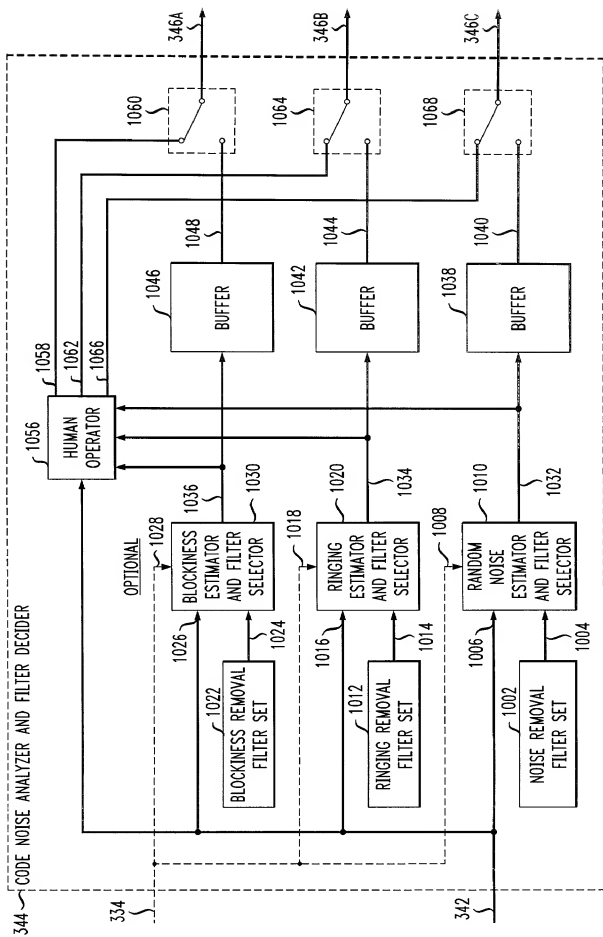 344 CODE NOISE ANALYZER AND FILTER DECIDER
346A
346B
346C
1060
1064
1068
1058
1062
1066
1056
HUMAN
OPERATOR
1048
1044
1040
1046
BUFFER
1042
BUFFER
1038
BUFFER
OPTIONAL
1028
1036
1030
BLOCKINESS
ESTIMATOR
AND FILTER
SELECTOR
1026
1024
1022
BLOCKINESS REMOVAL
FILTER SET
1018
1020
1034
RINGING
ESTIMATOR
AND FILTER
SELECTOR
1016
1014
1012
RINGING REMOVAL
FILTER SET
1008
1010
1032
RANDOM
NOISE
ESTIMATOR
AND FILTER
SELECTOR
1006
1004
1002
NOISE REMOVAL
FILTER SET
334
342